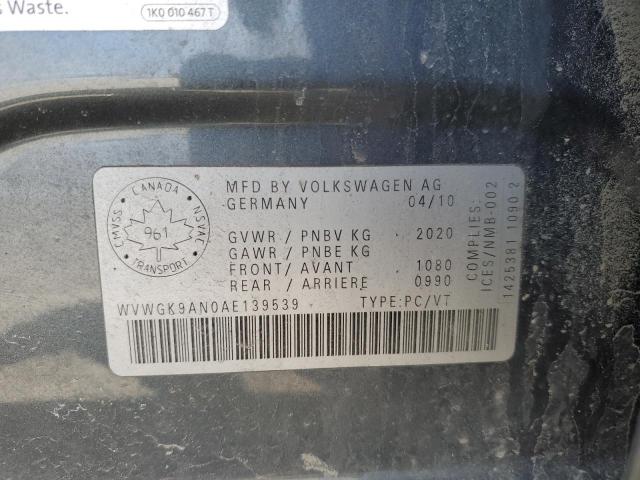 s Waste.
1K0 010 467 T
CANADA
CMVSS
NSVAC
961
TRANSPORT
MFD BY VOLKSWAGEN AG
GERMANY 04/10
GVWR / PNBV KG 2020
GAWR / PNBE KG
FRONT/ AVANT 1080
REAR / ARRIERE 0990
WVWGK9AN0AE139539 TYPE:PC/VT
COMPLIES:
ICES/NMB-002
1425381 1090 2